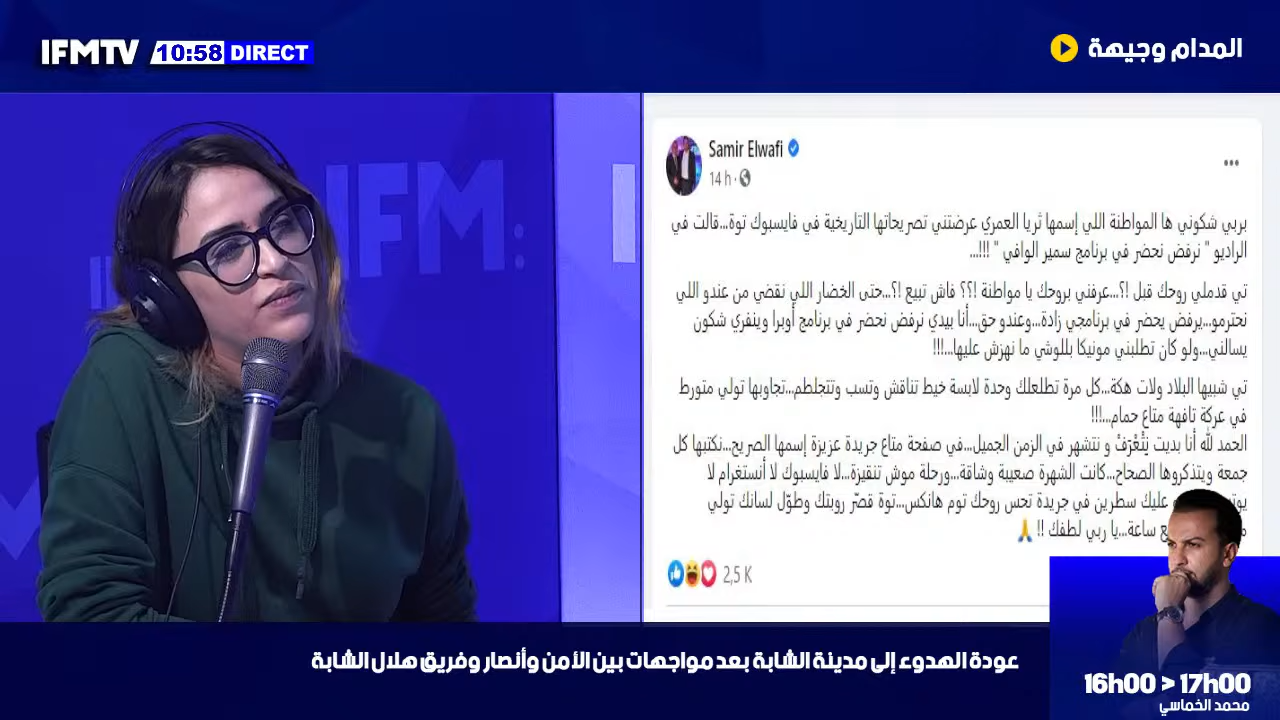 IFMTV 10:58 DIRECT
المدام وجيهة
IFM:
Samir Elwafi
14 h
بربي شكوني ها المواطنة اللي إسمها ثريا العمري عرضتني تصريحاتها التاريخية في فايسبوك توة...قالت في
الراديو " نرفض نحضر في برنامج سمير الوافي " !!!...
تي قدملي روحك قبل !?...عرفني بروحك يا مواطنة !?? فاش تبيع !?...حتى الخضار اللي نقضي من عندو اللي
نحترمو...يرفض يحضر في برنامجي زادة...وعندو حق...أنا بيدي نرفض نحضر في برنامج أوبرا وينفري شكون
يسالني...ولو كان تطلبني مونيكا بللوشي ما نهزش عليها...!!!
تي شبيها البلاد ولات هكة...كل مرة تطلعلك وحدة لابسة خيط تناقش وتسب وتتجلطم...تجاوبها تولي متورط
في عركة تافهة متاع حمام...!!!
الحمد لله أنا بديت يتْعْرَفْ و نتشهر في الزمن الجميل...في صفحة متاع جريدة عزيزة إسمها الصريح...نكتبها كل
جمعة ويتذكروها الصحاح...كانت الشهرة صعيبة وشاقة...ورحلة موش تنقيزة...لا فايسبوك لا أنستغرام لا
عليك سطرين في جريدة تحس روحك توم هانكس...توة قصّر روبتك وطوّل لسانك تولي
ساعة...يا ربي لطفك !! 🙏
2,5 K
عودة الهدوء إلى مدينة الشابة بعد مواجهات بين الأمن وأنصار وفريق هلال الشابة
16h00 > 17h00
محمد الخماسي